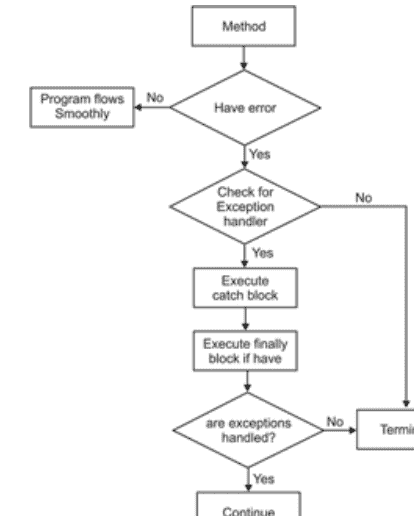 Method
No
Program flows
Smoothly
Have error
Yes
Check for
Exception
handler
No
Yes
Execute
catch block
Execute finally
block if have
are exceptions
handled?
No
Yes
Continue